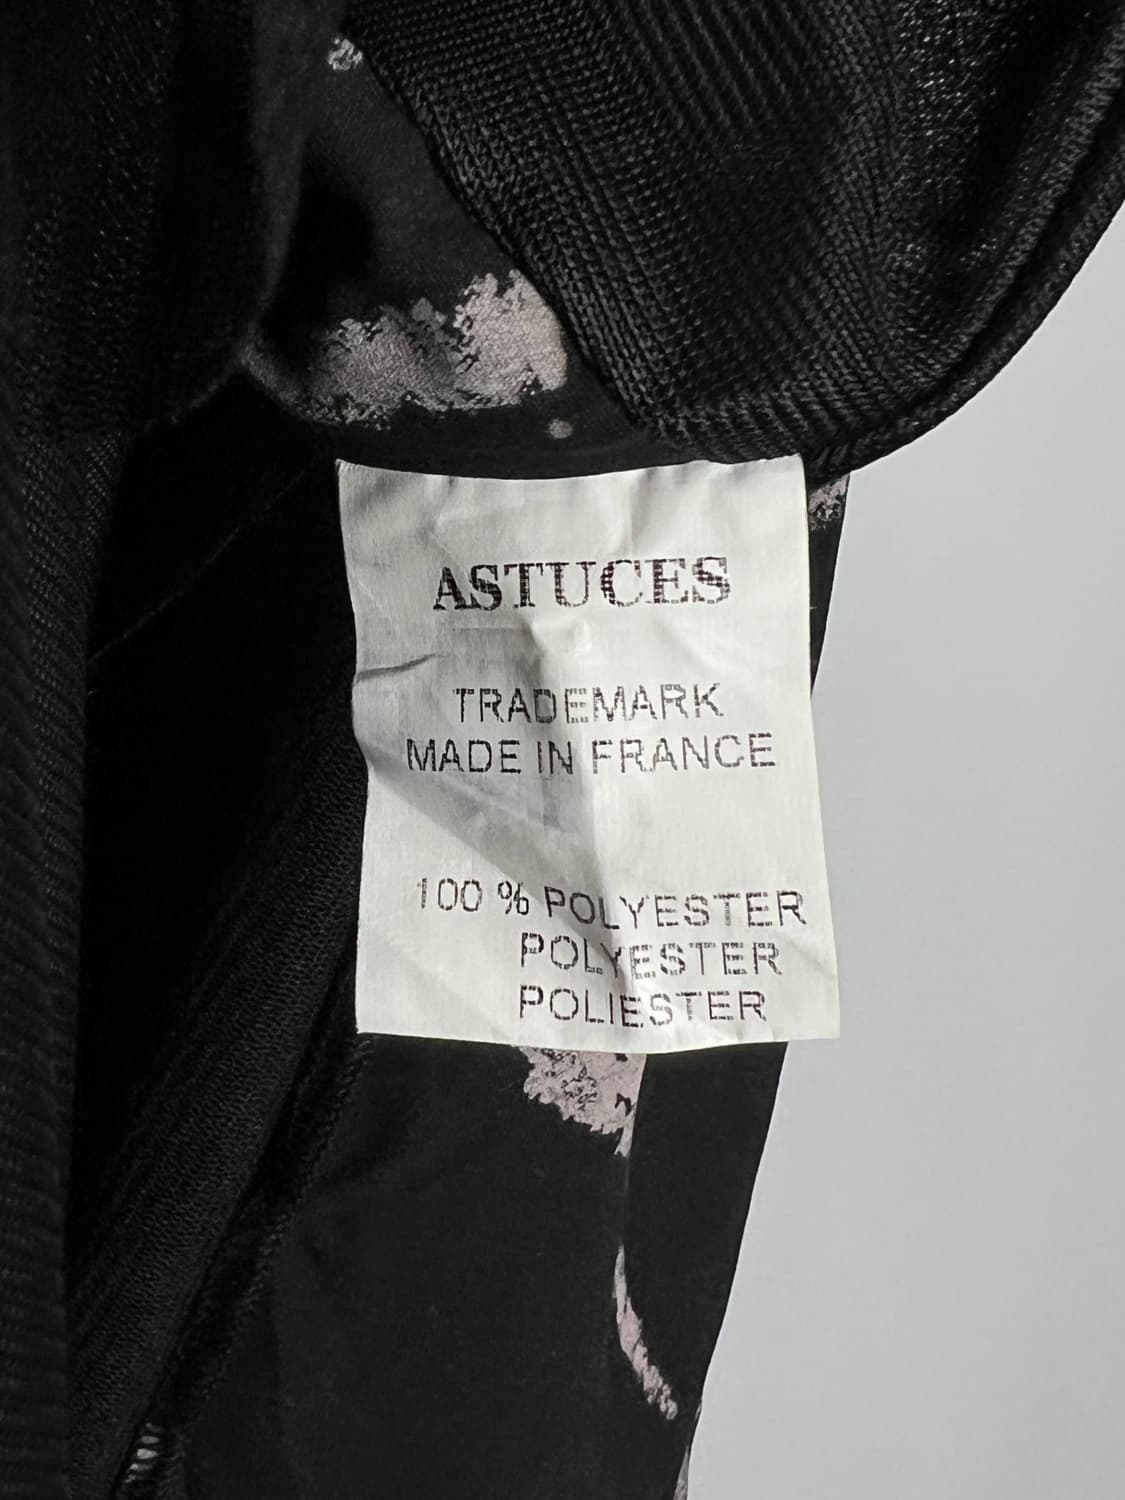 ASTUCES
TRADEMARK
MADE IN FRANCE
100 % POLYESTER
POLYESTER
POLIESTER